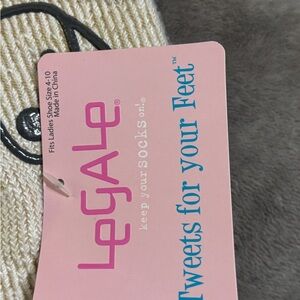 Fits Ladies Shoe Size 4-10
Made in China
LeGALe®
keep your socks on!®
Tweets for your Feet™